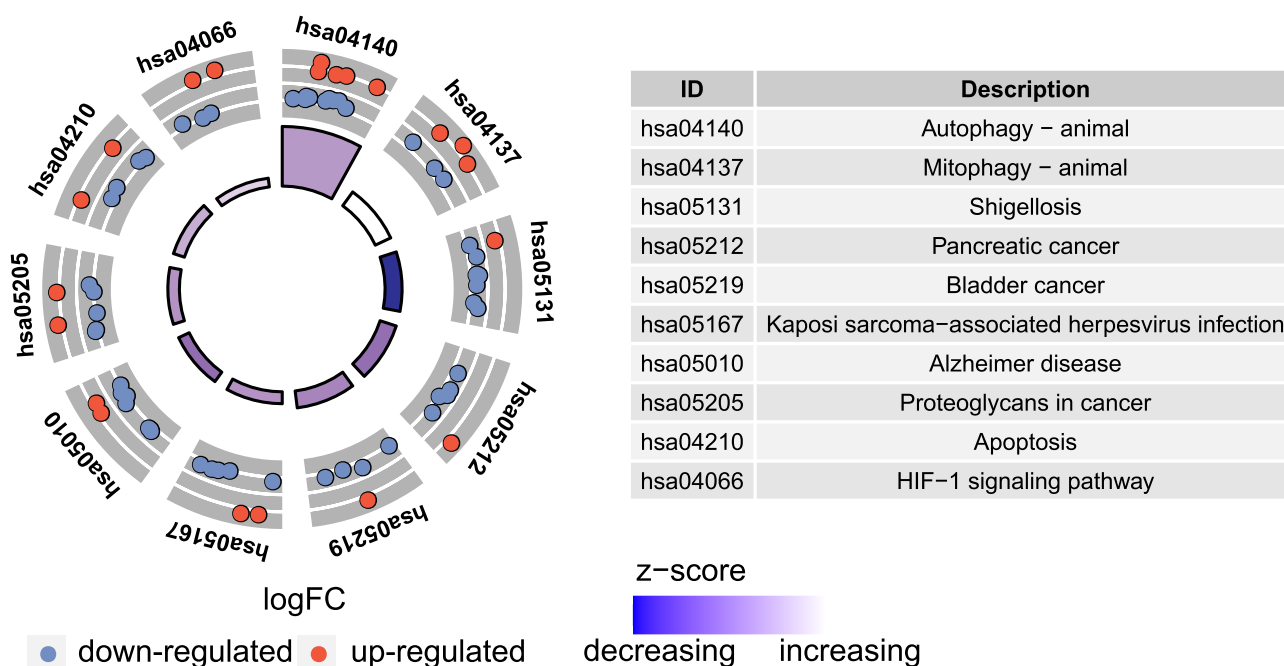 hsa04140
hsa04137
hsa05131
hsa05212
hsa05219
hsa05167
hsa05010
hsa05205
hsa04210
hsa04066
logFC
down-regulated up-regulated
ID Description
hsa04140 Autophagy − animal
hsa04137 Mitophagy − animal
hsa05131 Shigellosis
hsa05212 Pancreatic cancer
hsa05219 Bladder cancer
hsa05167 Kaposi sarcoma−associated herpesvirus infection
hsa05010 Alzheimer disease
hsa05205 Proteoglycans in cancer
hsa04210 Apoptosis
hsa04066 HIF−1 signaling pathway
z−score
decreasing increasing